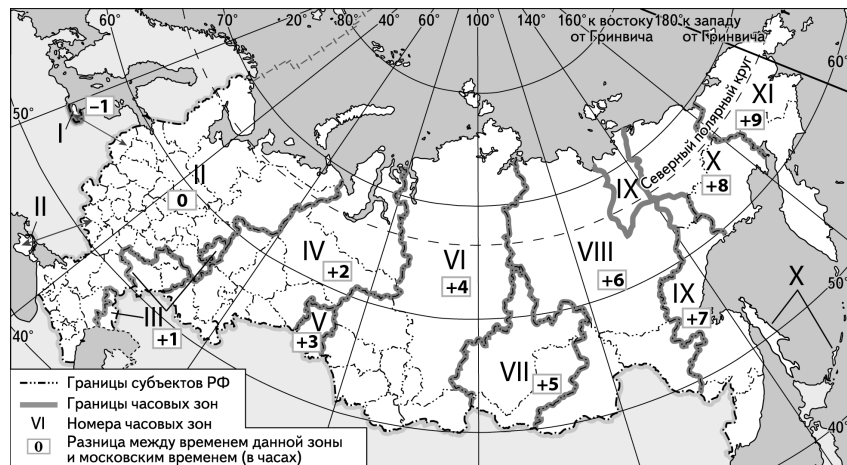 60° 70° 20° 80° 40° 60° 100° 140° 160° к востоку 180° к западу
от Гринвича от Гринвича
60°
50°
I
–1
II
0
II
40°
III
+1
IV
+2
V
+3
VI
+4
VII
+5
VIII
+6
IX
IX
+7
Северный полярный круг
X
+8
XI
+9
X
50°
40°
Границы субъектов РФ
Границы часовых зон
VI Номера часовых зон
0 Разница между временем данной зоны
и московским временем (в часах)
80°
100°